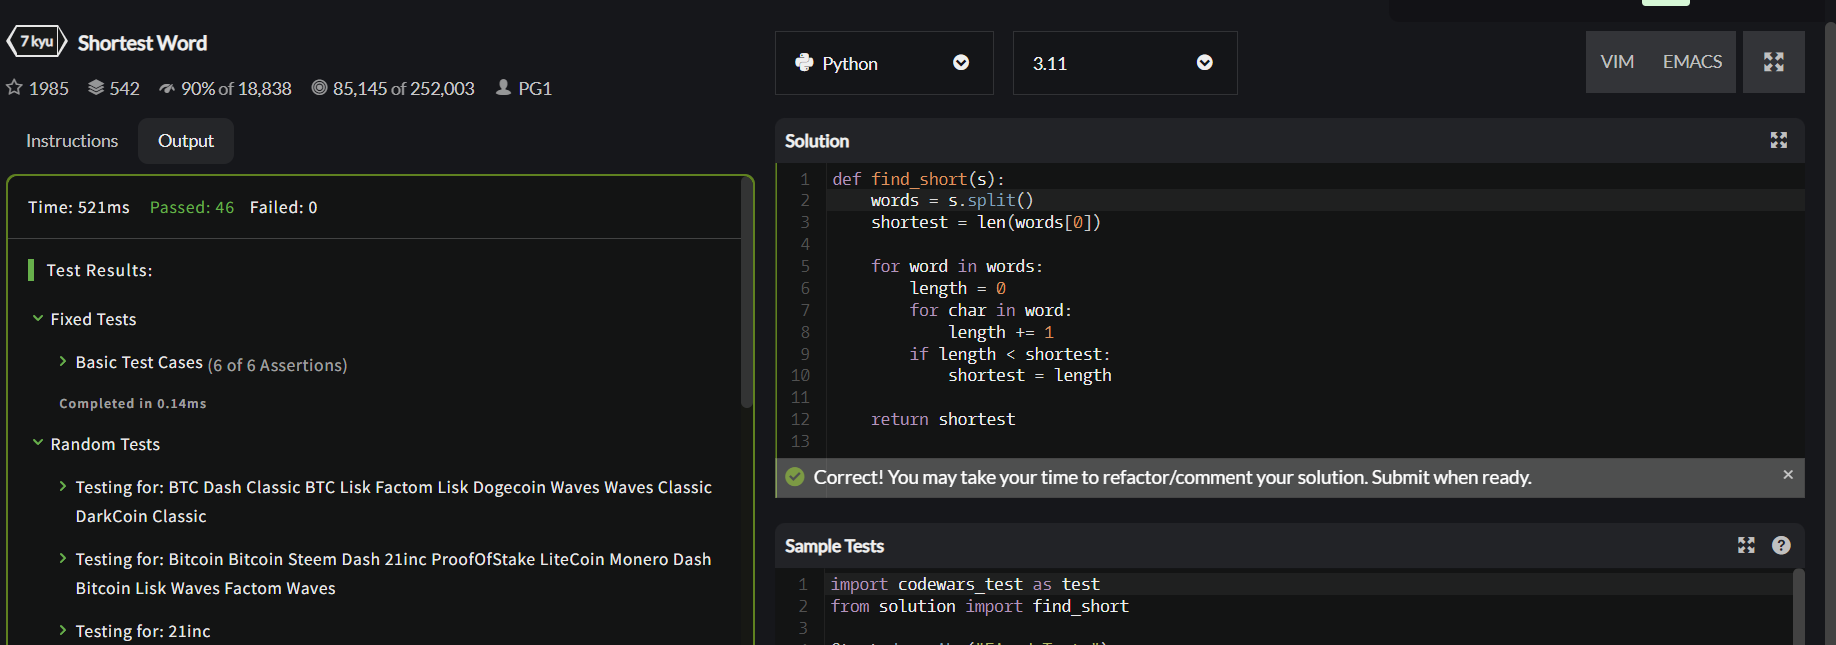 7 kyu Shortest Word
1985 542 90% of 18,838 85,145 of 252,003 PG1
Instructions Output
Time: 521ms Passed: 46 Failed: 0
Test Results:
Fixed Tests
Basic Test Cases (6 of 6 Assertions)
Completed in 0.14ms
Random Tests
Testing for: BTC Dash Classic BTC Lisk Factom Lisk Dogecoin Waves Waves Classic
DarkCoin Classic
Testing for: Bitcoin Bitcoin Steem Dash 21inc ProofOfStake LiteCoin Monero Dash
Bitcoin Lisk Waves Factom Waves
Testing for: 21inc
Python 3.11 VIM EMACS
Solution
1 def find_short(s):
2     words = s.split()
3     shortest = len(words[0])
4
5     for word in words:
6         length = 0
7         for char in word:
8             length += 1
9         if length < shortest:
10             shortest = length
11
12     return shortest
13
Correct! You may take your time to refactor/comment your solution. Submit when ready. ×
Sample Tests ?
1 import codewars_test as test
2 from solution import find_short
3